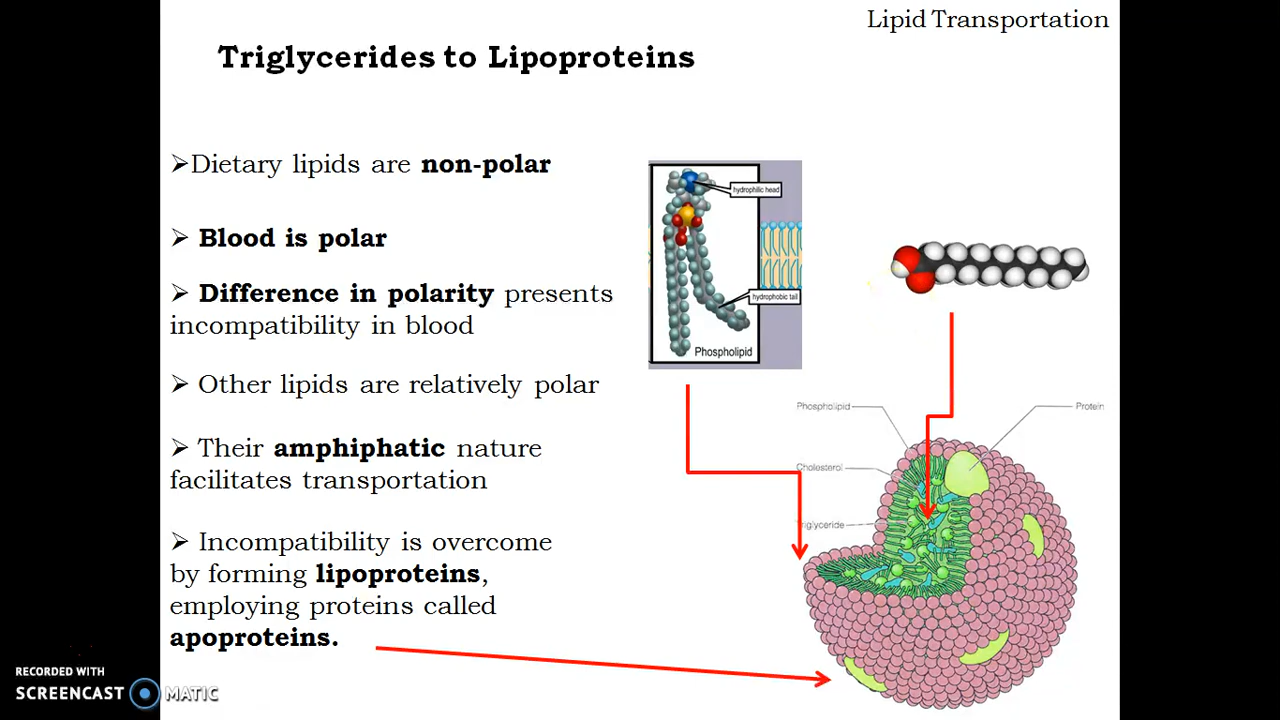 Lipid Transportation
Triglycerides to Lipoproteins
➢Dietary lipids are non-polar
➢ Blood is polar
➢ Difference in polarity presents
incompatibility in blood
➢ Other lipids are relatively polar
➢ Their amphiphatic nature
facilitates transportation
➢ Incompatibility is overcome
by forming lipoproteins,
employing proteins called
apoproteins.
hydrophilic head
hydrophobic tail
Phospholipid
Phospholipid
Protein
Cholesterol
Triglyceride
RECORDED WITH
SCREENCAST MATIC